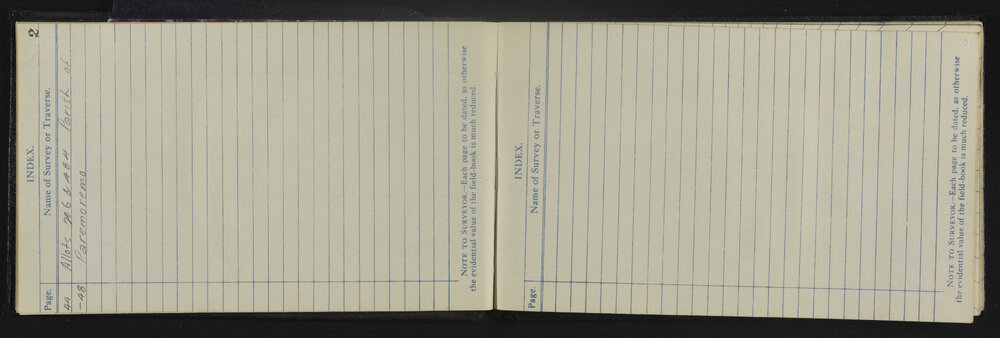 2
INDEX.
Page. Name of Survey or Traverse.
44 Allots
-48 Paremoremo
Parish of
NOTE TO SURVEYOR.—Each page to be dated, as otherwise
the evidential value of the field-book is much reduced.
INDEX.
Page. Name of Survey or Traverse.
NOTE TO SURVEYOR.—Each page to be dated, as otherwise
the evidential value of the field-book is much reduced.